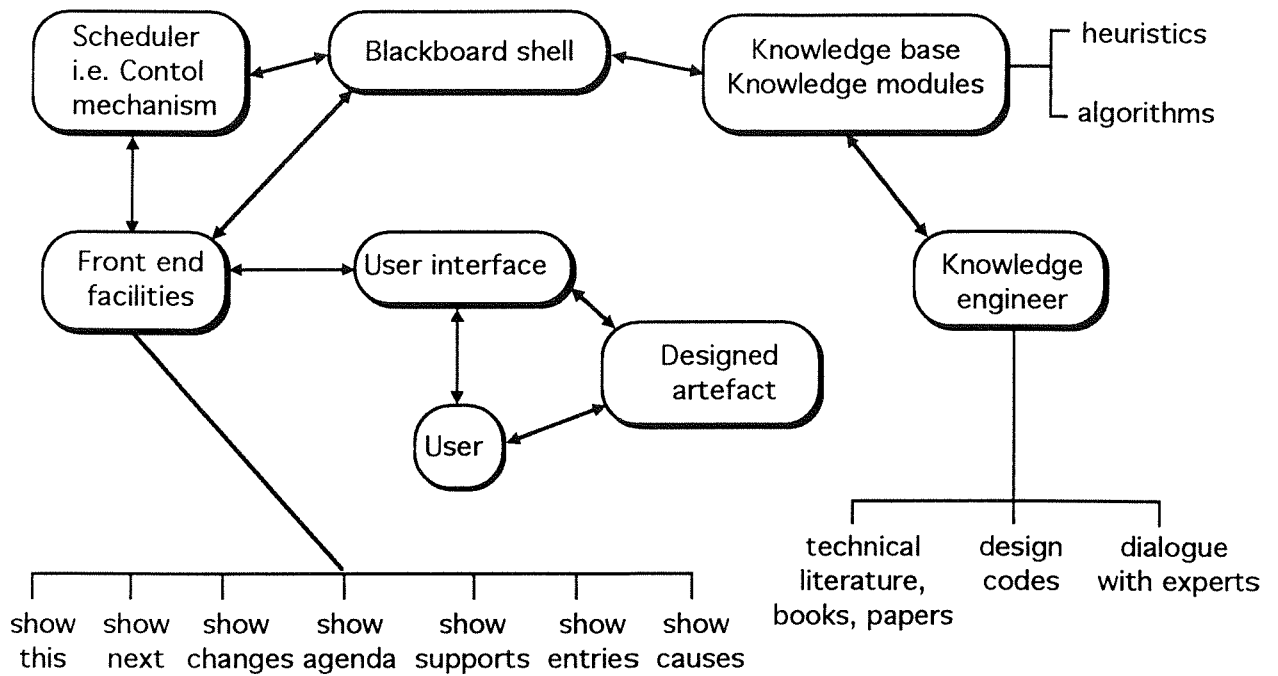 Scheduler
i.e. Contol
mechanism
Blackboard shell
Knowledge base
Knowledge modules
heuristics
algorithms
Front end
facilities
User interface
Knowledge
engineer
Designed
artefact
User
technical
literature,
books, papers
design
codes
dialogue
with experts
show
this
show
next
show
changes
show
agenda
show
supports
show
entries
show
causes